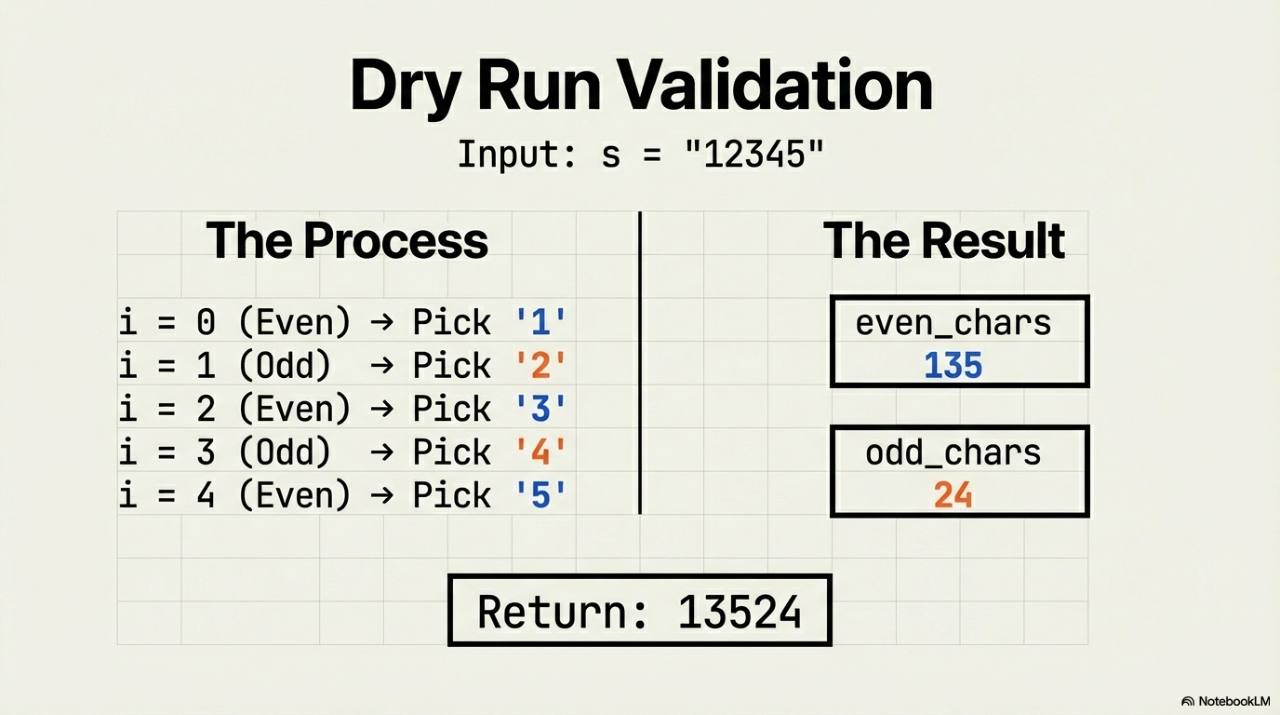 Dry Run Validation
Input: s = "12345"
The Process
i = 0 (Even) → Pick '1'
i = 1 (Odd) → Pick '2'
i = 2 (Even) → Pick '3'
i = 3 (Odd) → Pick '4'
i = 4 (Even) → Pick '5'
The Result
even_chars
135
odd_chars
24
Return: 13524
NotebookLM